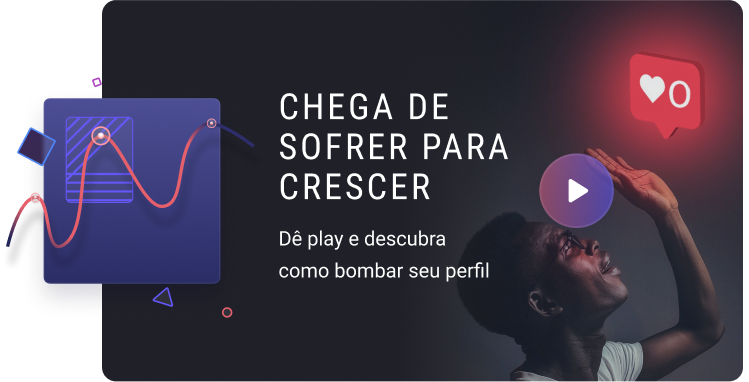 CHEGA DE
SOFRER PARA
CRESCER
Dê play e descubra
como bombar seu perfil
0